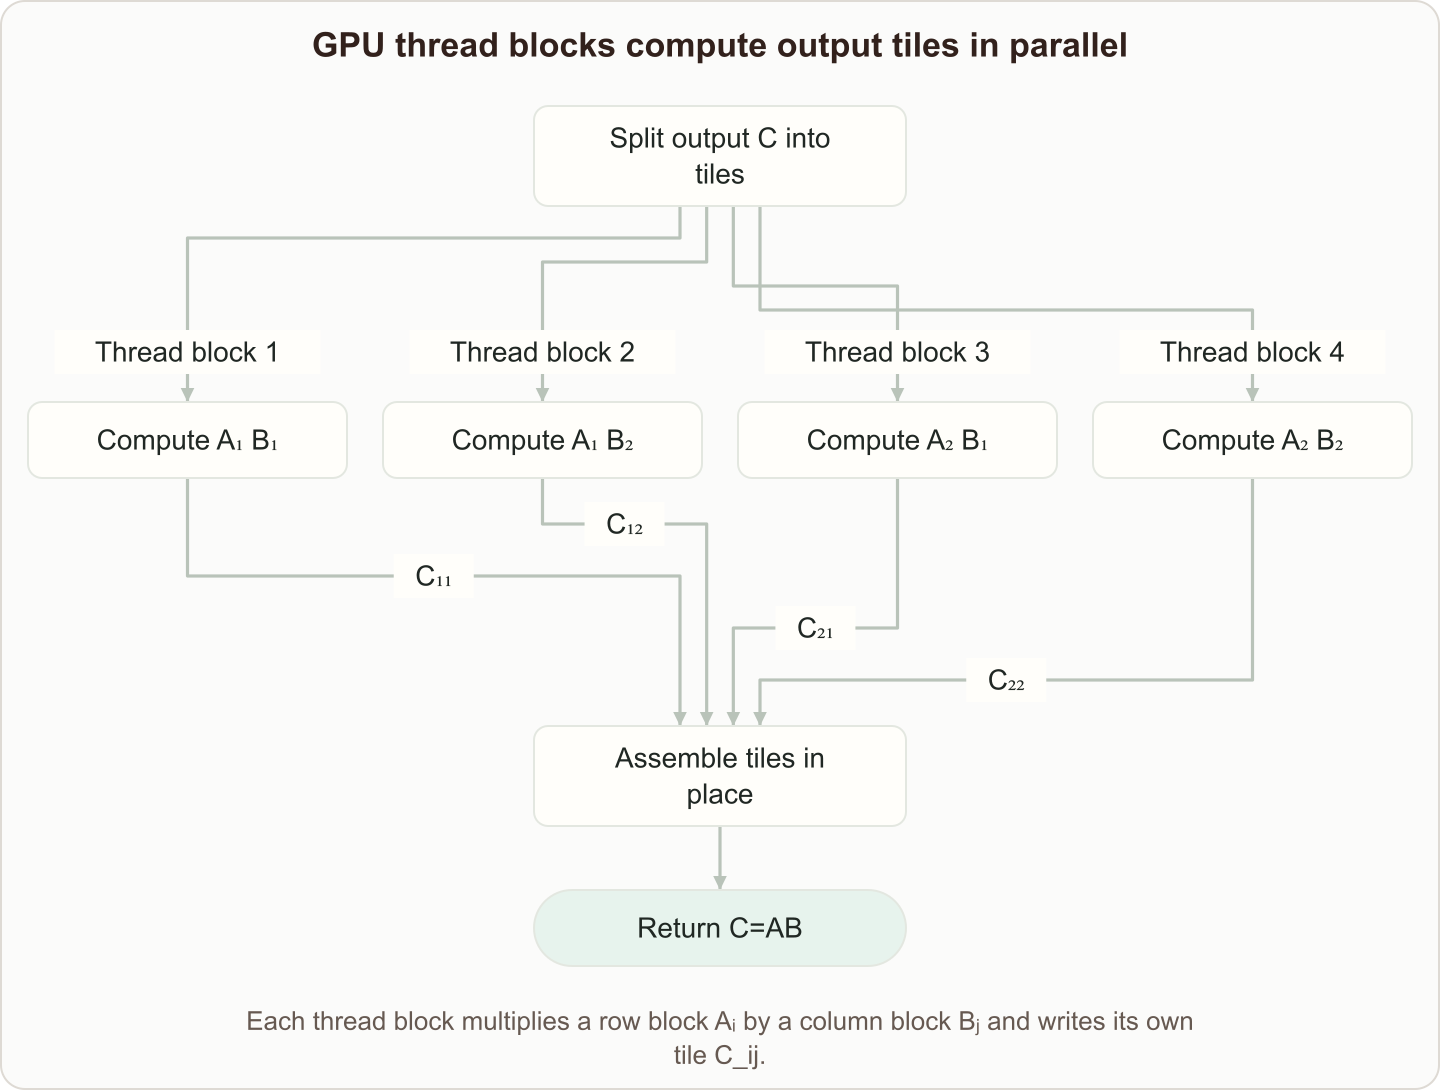 GPU thread blocks compute output tiles in parallel
Split output C into
tiles
Thread block 1
Thread block 2
Thread block 3
Thread block 4
Compute A₁ B₁
Compute A₁ B₂
Compute A₂ B₁
Compute A₂ B₂
C₁₂
C₁₁
C₂₁
C₂₂
Assemble tiles in
place
Return C=AB
Each thread block multiplies a row block Aᵢ by a column block Bⱼ and writes its own
tile C_ij.